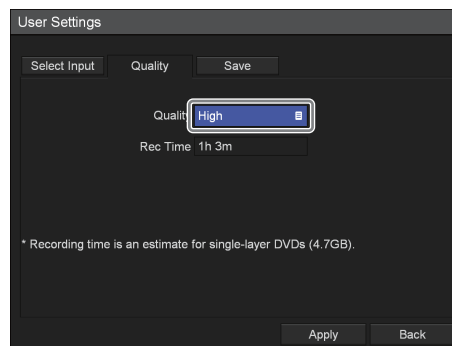 User Settings
Select Input Quality Save
Quality High
Rec Time 1h 3m
* Recording time is an estimate for single-layer DVDs (4.7GB).
Apply Back